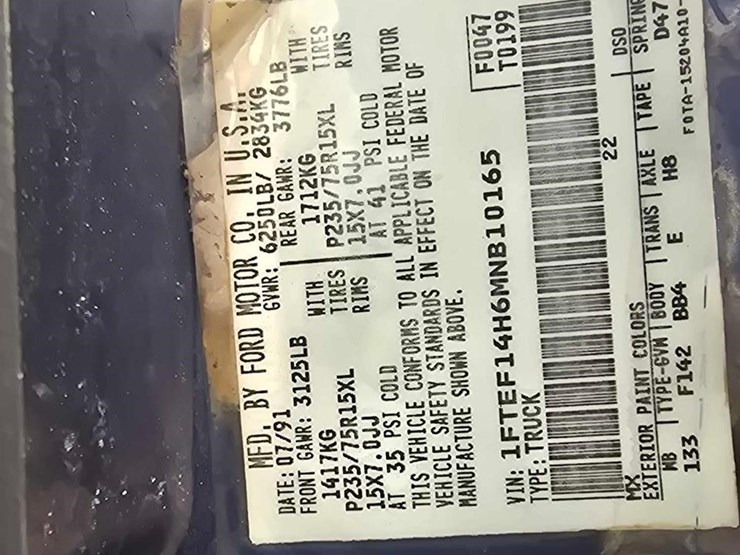 MFD. BY FORD MOTOR CO. IN U.S.A.
DATE: 07/91 GVWR: 6250LB/ 2834KG
FRONT GAWR: 3125LB REAR GAWR: 3776LB
1417KG WITH 1712KG WITH
P235/75R15XL TIRES P235/75R15XL TIRES
15X7.0JJ RIMS 15X7.0JJ RIMS
AT 35 PSI COLD AT 41 PSI COLD
THIS VEHICLE CONFORMS TO ALL APPLICABLE FEDERAL MOTOR
VEHICLE SAFETY STANDARDS IN EFFECT ON THE DATE OF
MANUFACTURE SHOWN ABOVE.
VIN: 1FTEF14H6MNB10165 F0047
TYPE: TRUCK T0199
22
MX DSO
EXTERIOR PAINT COLORS
MB TYPE-GVW BODY TRANS AXLE TAPE SPRING
133 F142 BB4 E H8 D47
F0TA-15204A10-